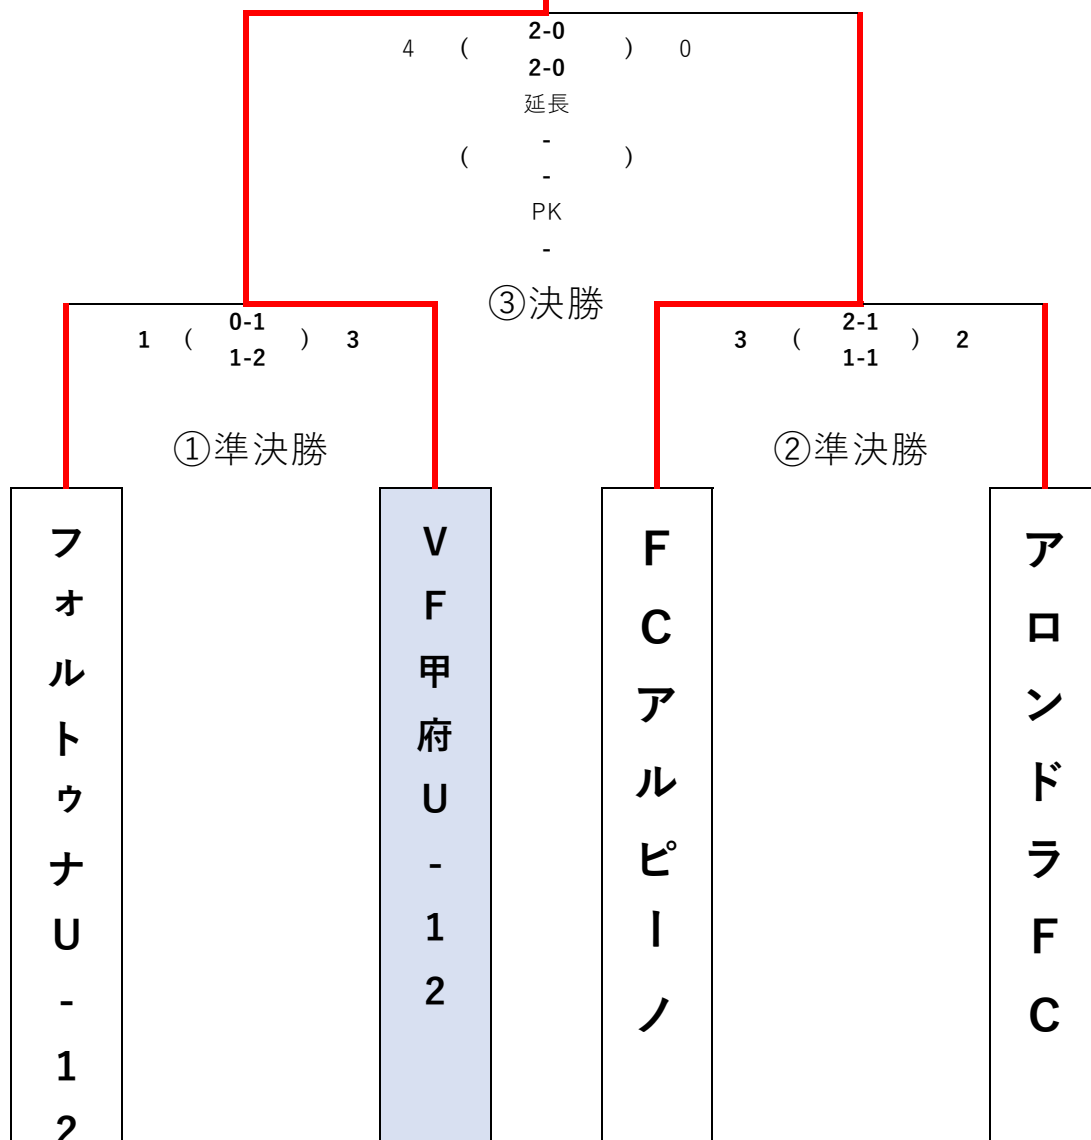 4 ( 2-0 ) 0
2-0
延長
( - )
-
PK
-
③決勝
1 ( 0-1 ) 3
1-2
3 ( 2-1 ) 2
1-1
①準決勝
②準決勝
フォルトゥナU-12
VF甲府U-12
FCアルピーノ
アロンドラFC